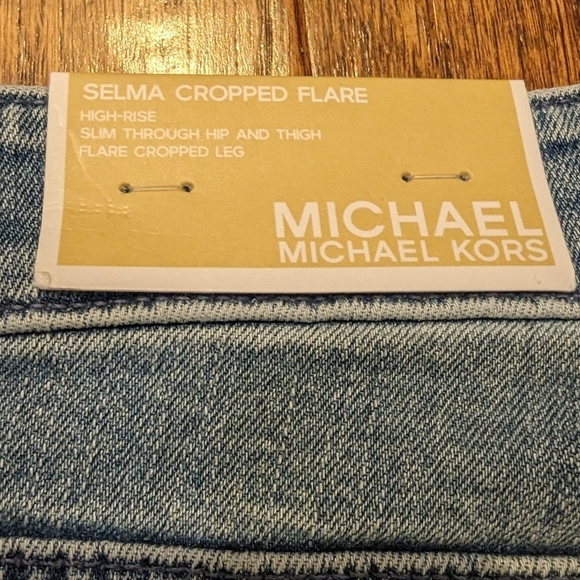 SELMA CROPPED FLARE
HIGH-RISE
SLIM THROUGH HIP AND THIGH
FLARE CROPPED LEG
MICHAEL
MICHAEL KORS